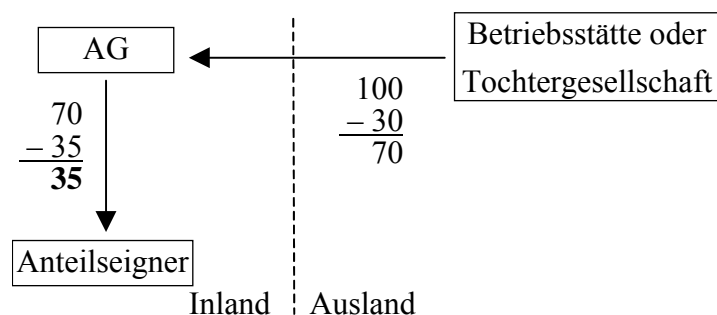 AG
Betriebsstätte oder
Tochtergesellschaft
100
– 30
70
70
– 35
35
Anteilseigner
Inland
Ausland